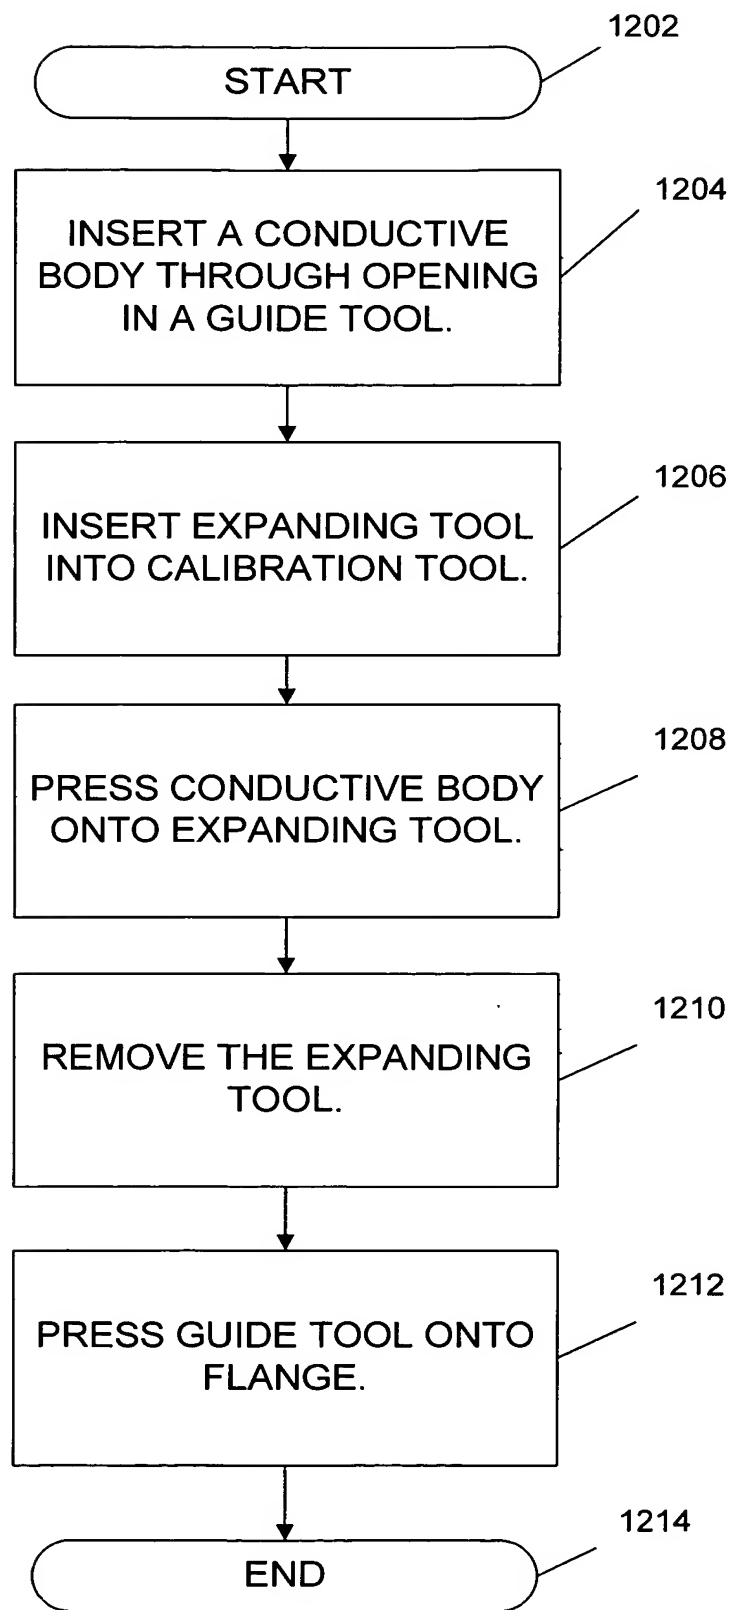 1202
START
1204
INSERT A CONDUCTIVE
BODY THROUGH OPENING
IN A GUIDE TOOL.
1206
INSERT EXPANDING TOOL
INTO CALIBRATION TOOL.
1208
PRESS CONDUCTIVE BODY
ONTO EXPANDING TOOL.
1210
REMOVE THE EXPANDING
TOOL.
1212
PRESS GUIDE TOOL ONTO
FLANGE.
1214
END